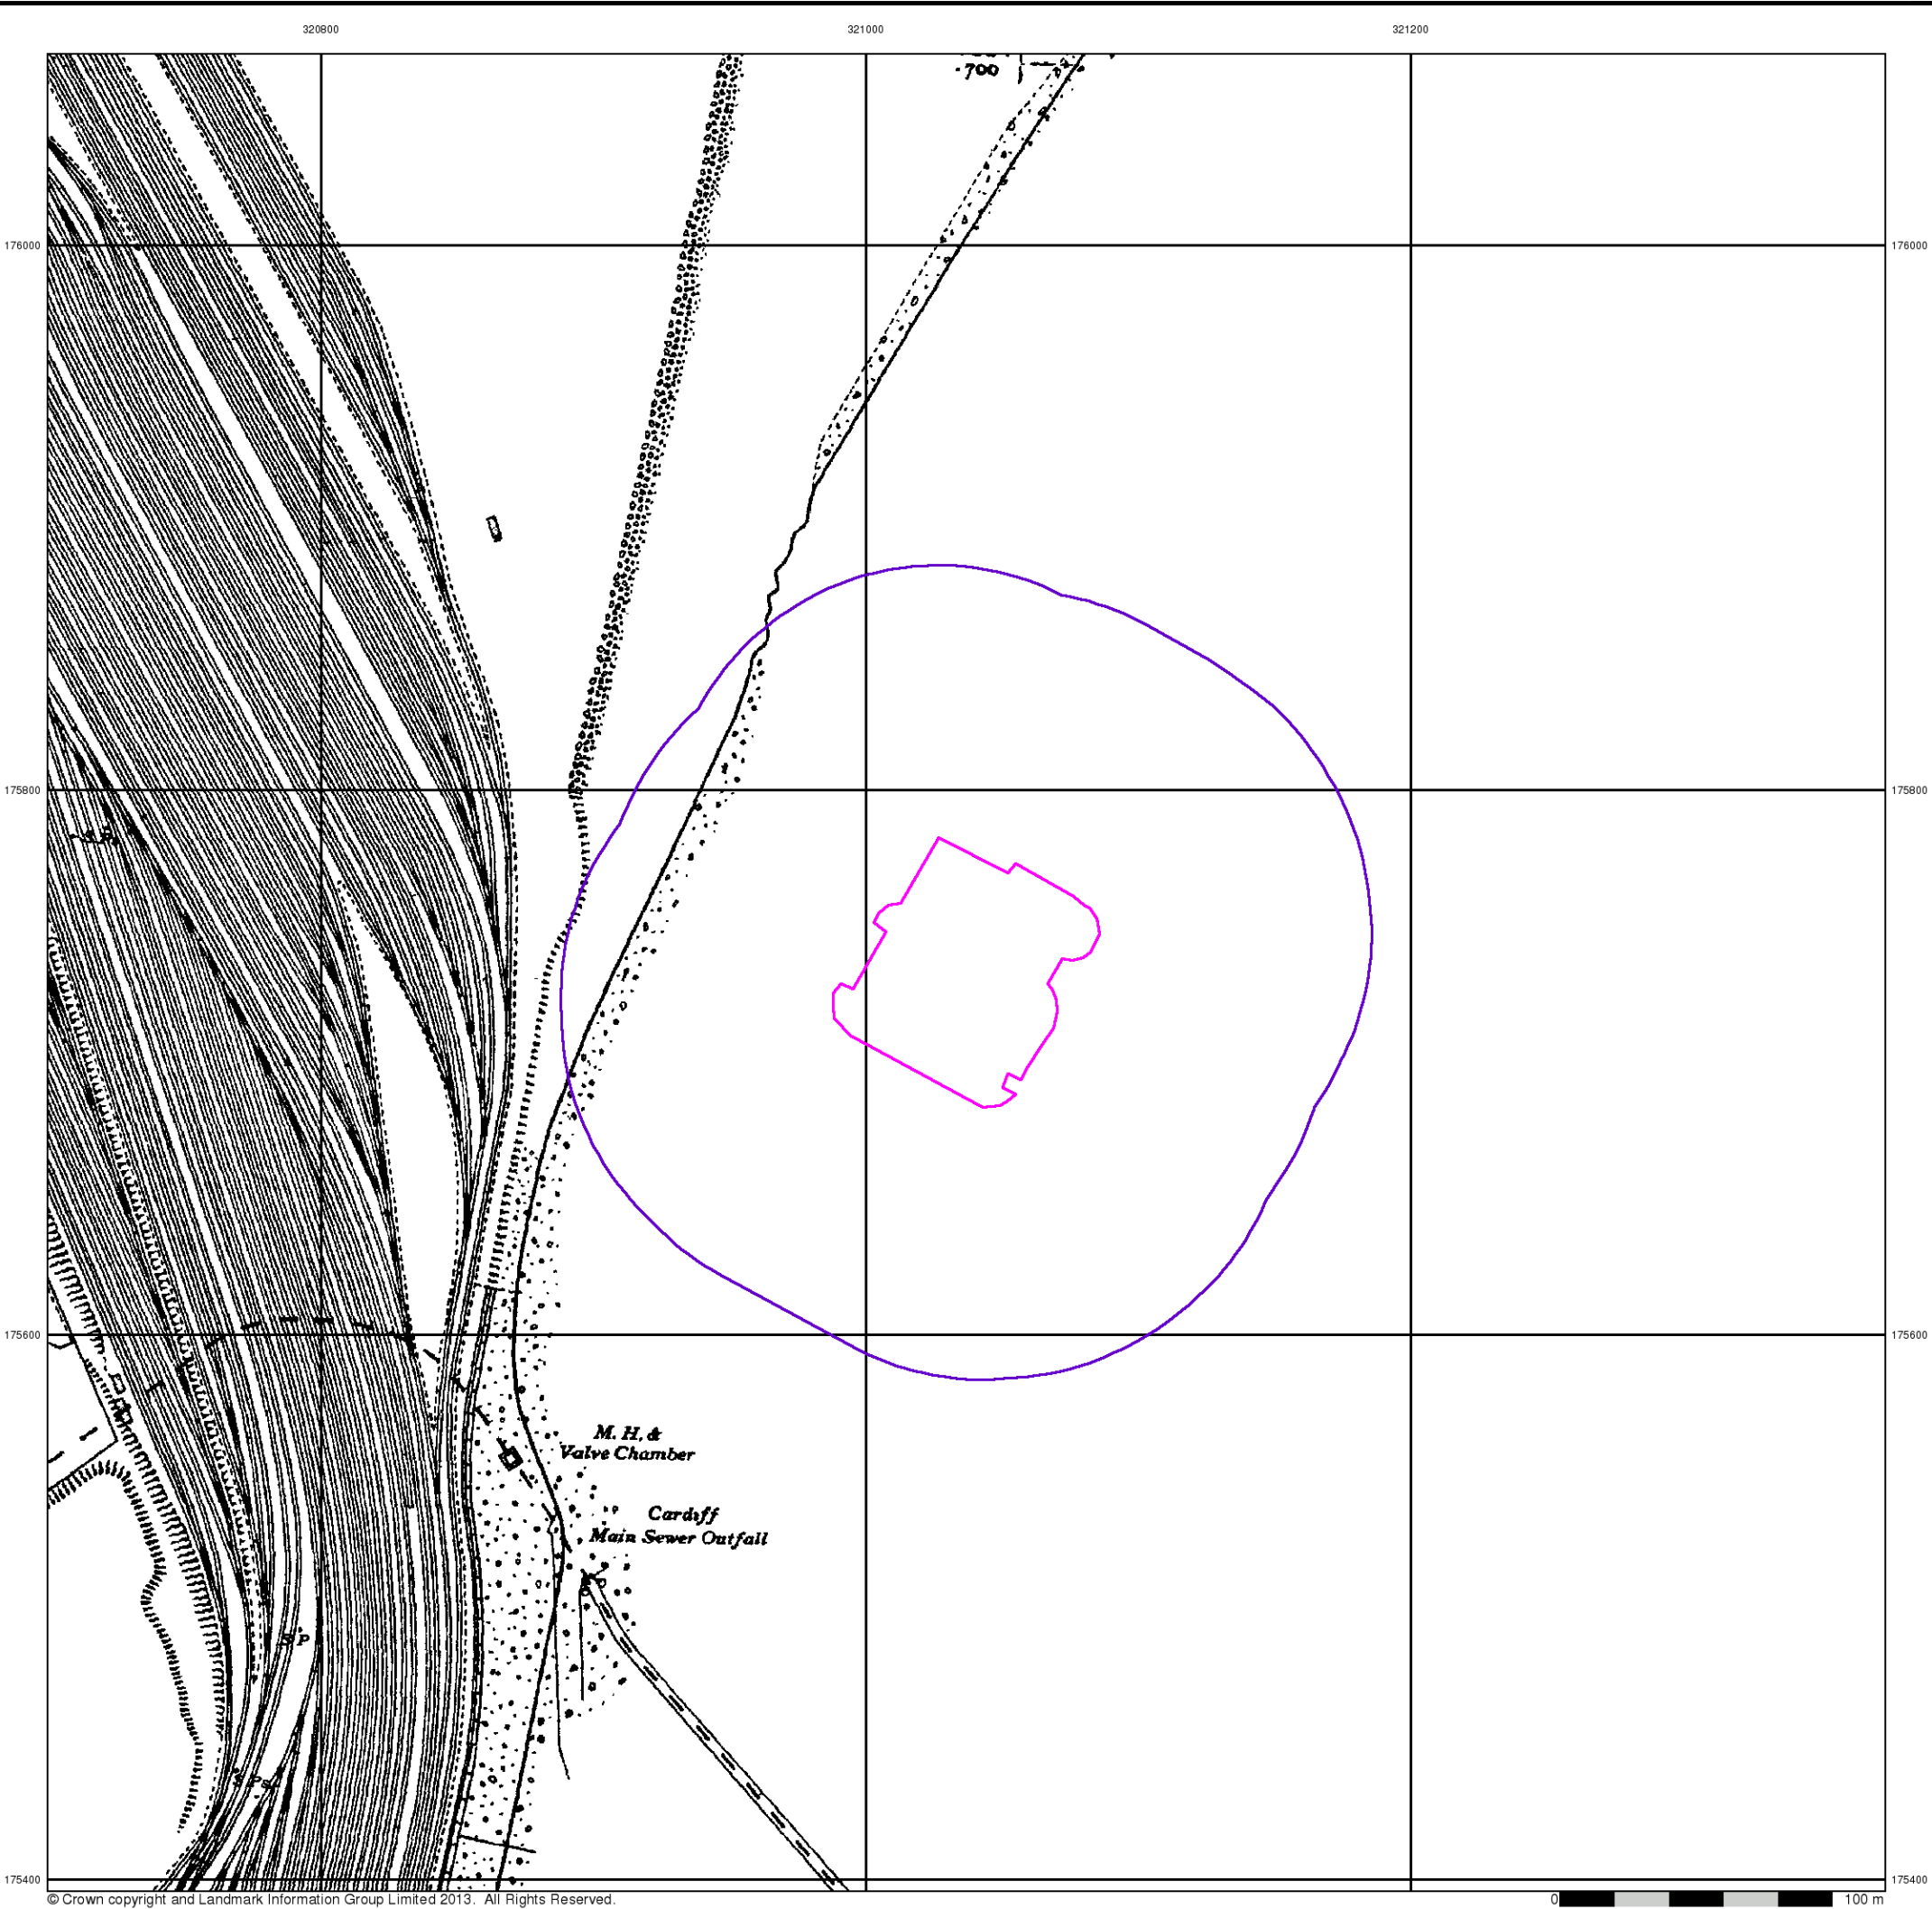 320800 321000 321200
·700
176000 176000
175800 175800
S.P.
175600 175600
M. H. &
Valve Chamber
Cardiff
Main Sewer Outfall
S P
S Ps
175400 175400
© Crown copyright and Landmark Information Group Limited 2013. All Rights Reserved.
0 100 m